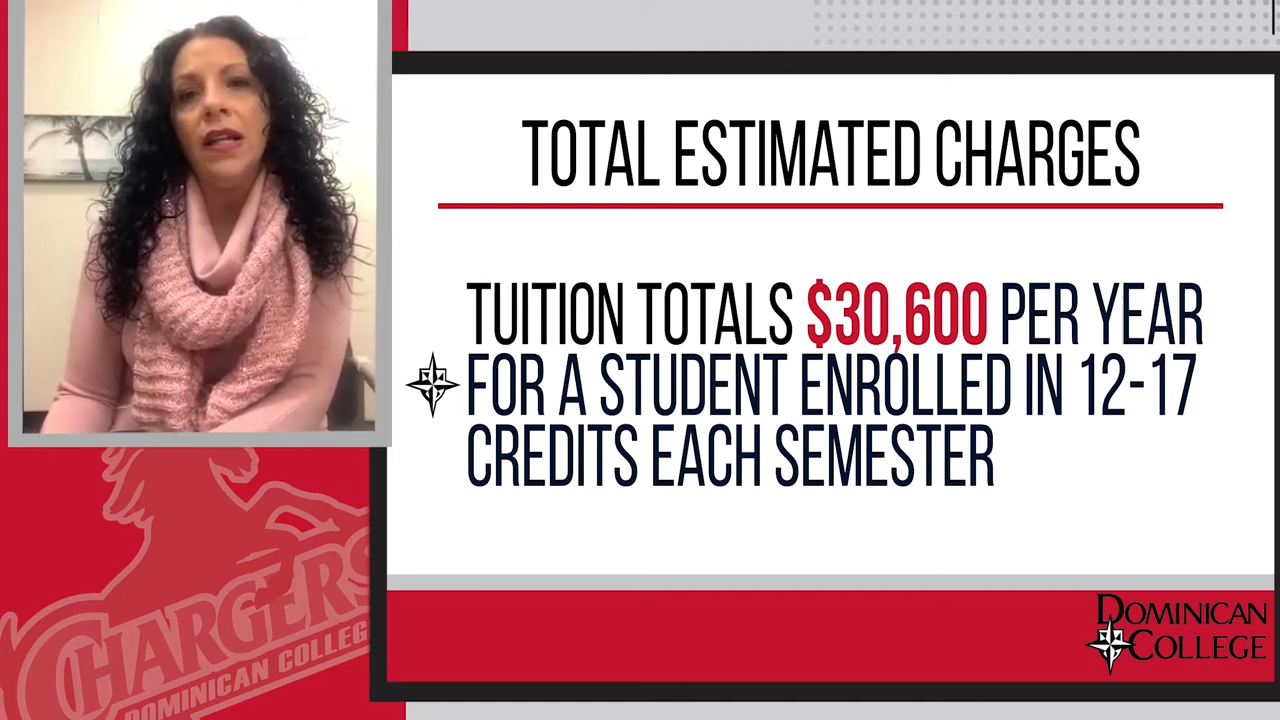 TOTAL ESTIMATED CHARGES
TUITION TOTALS $30,600 PER YEAR
FOR A STUDENT ENROLLED IN 12-17
CREDITS EACH SEMESTER
CHARGERS
DOMINICAN COLLEGE
DOMINICAN
COLLEGE